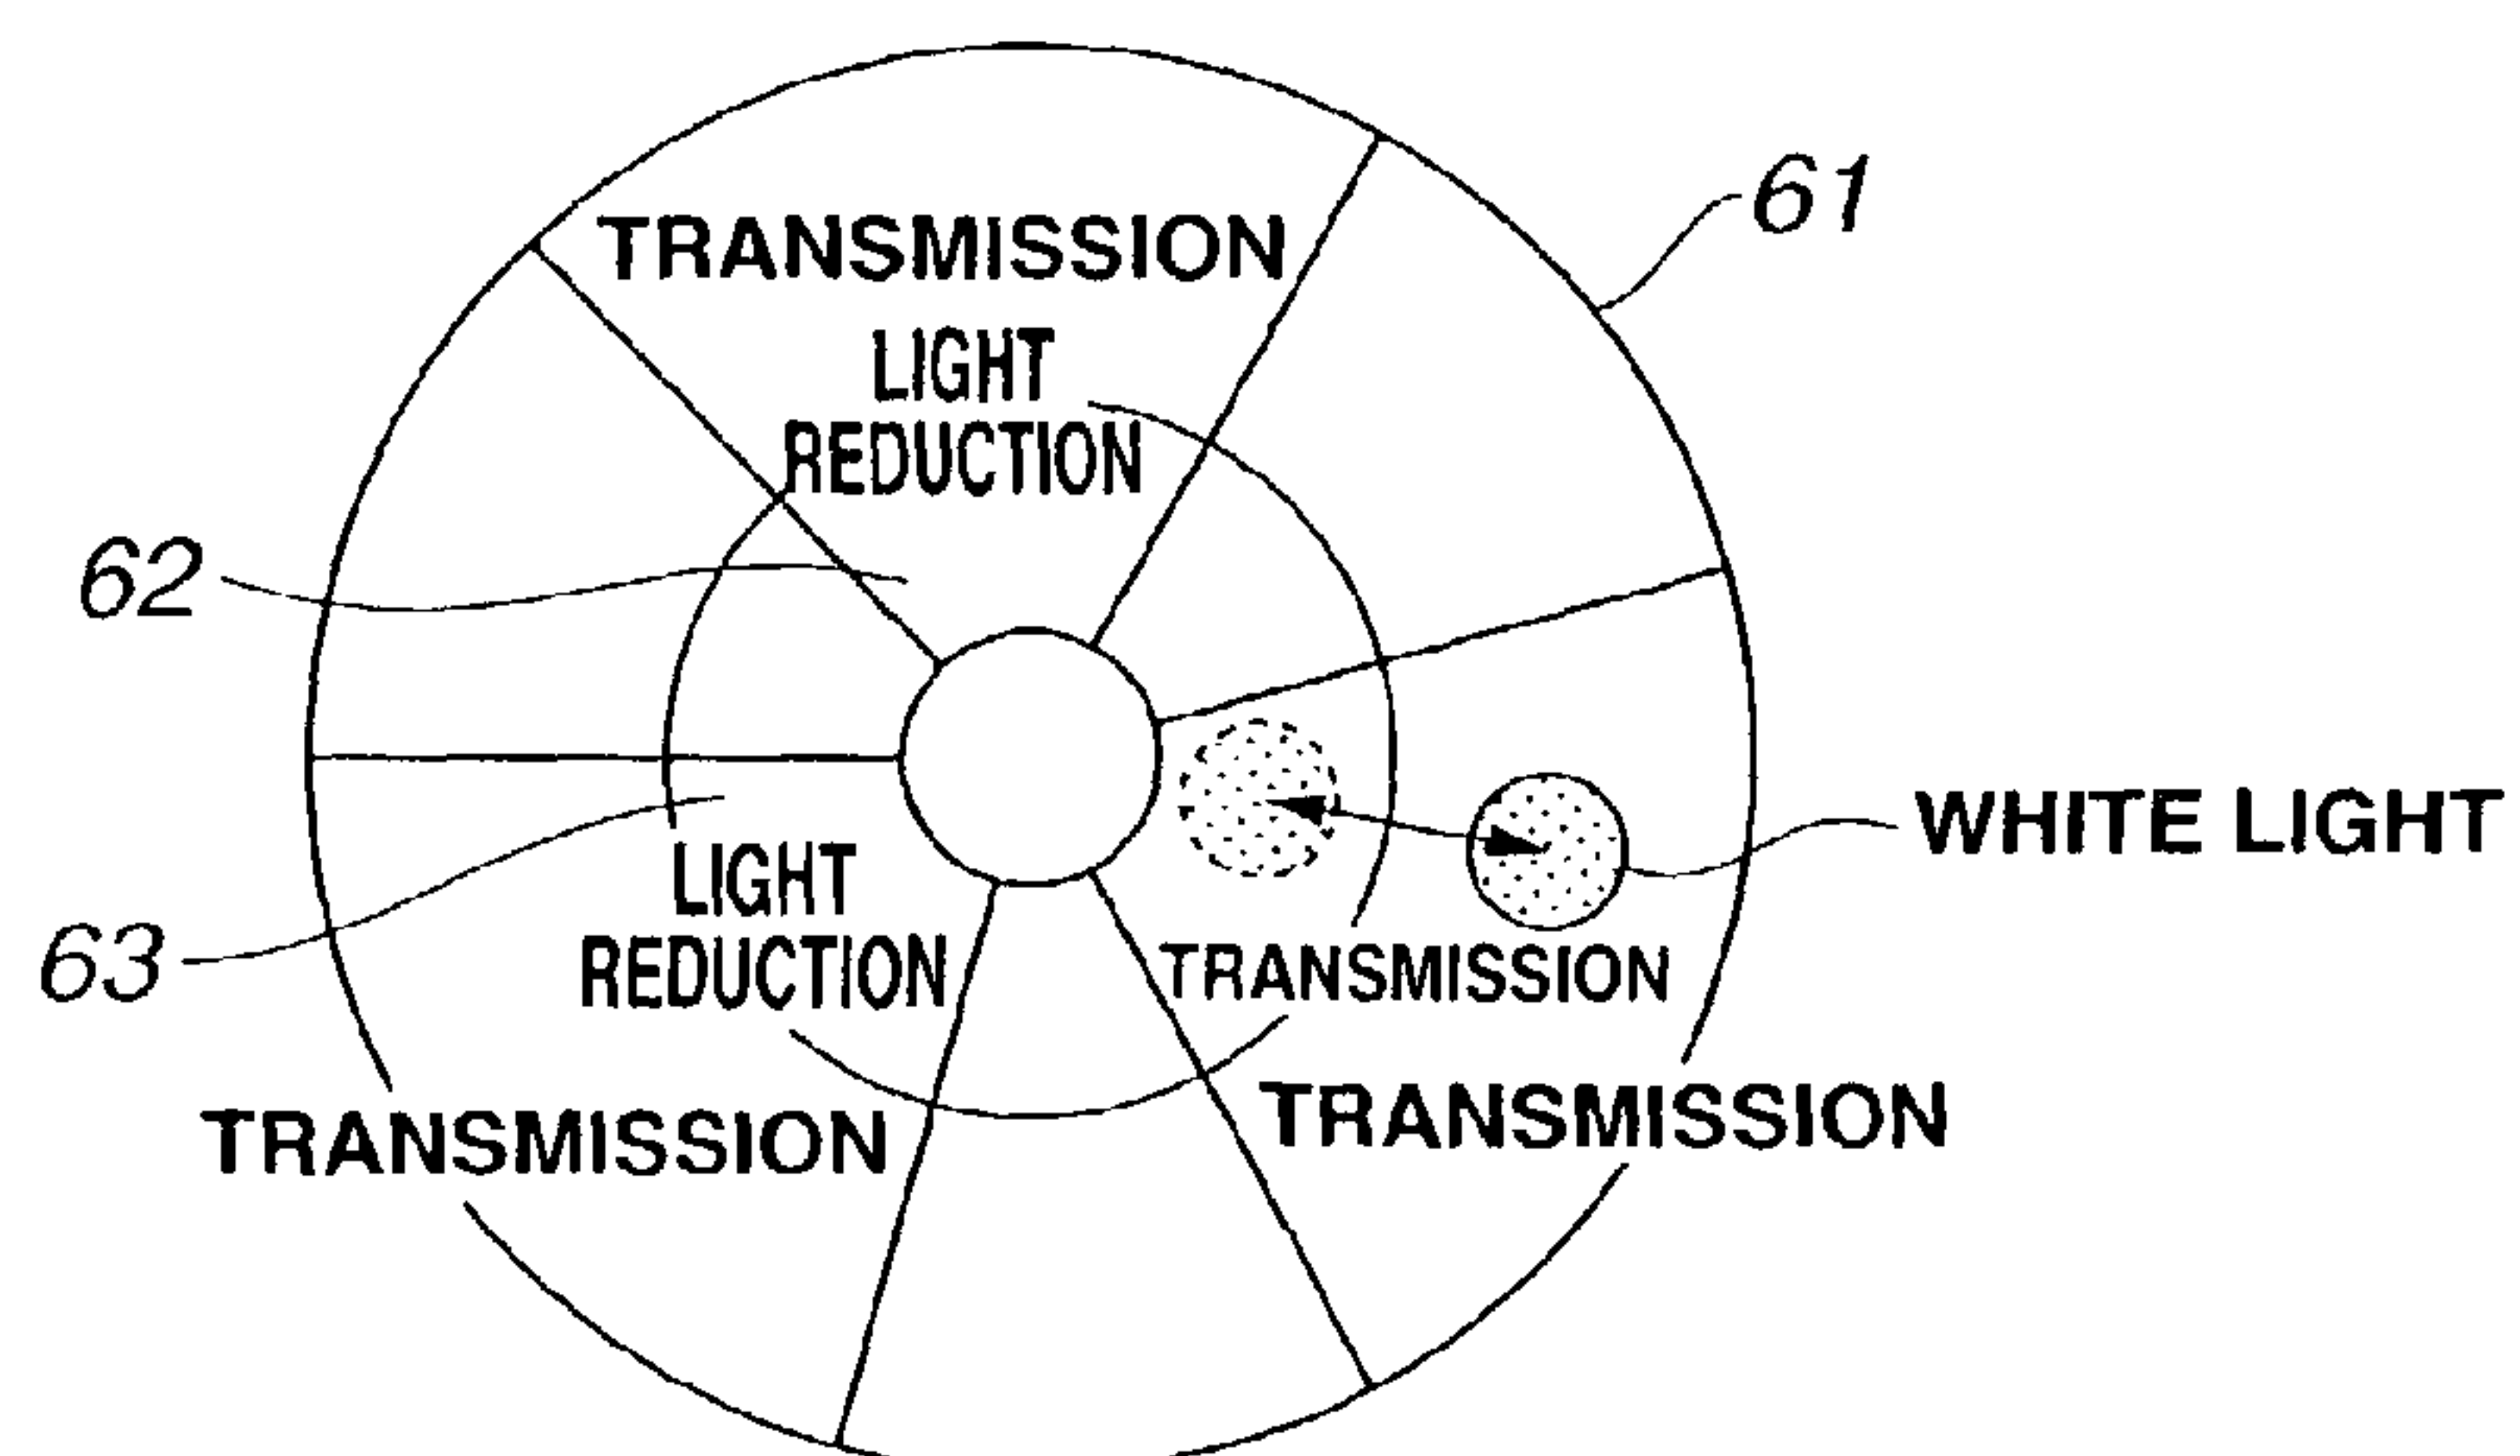 61
TRANSMISSION
LIGHT
REDUCTION
62
WHITE LIGHT
63
LIGHT
REDUCTION
TRANSMISSION
TRANSMISSION
TRANSMISSION